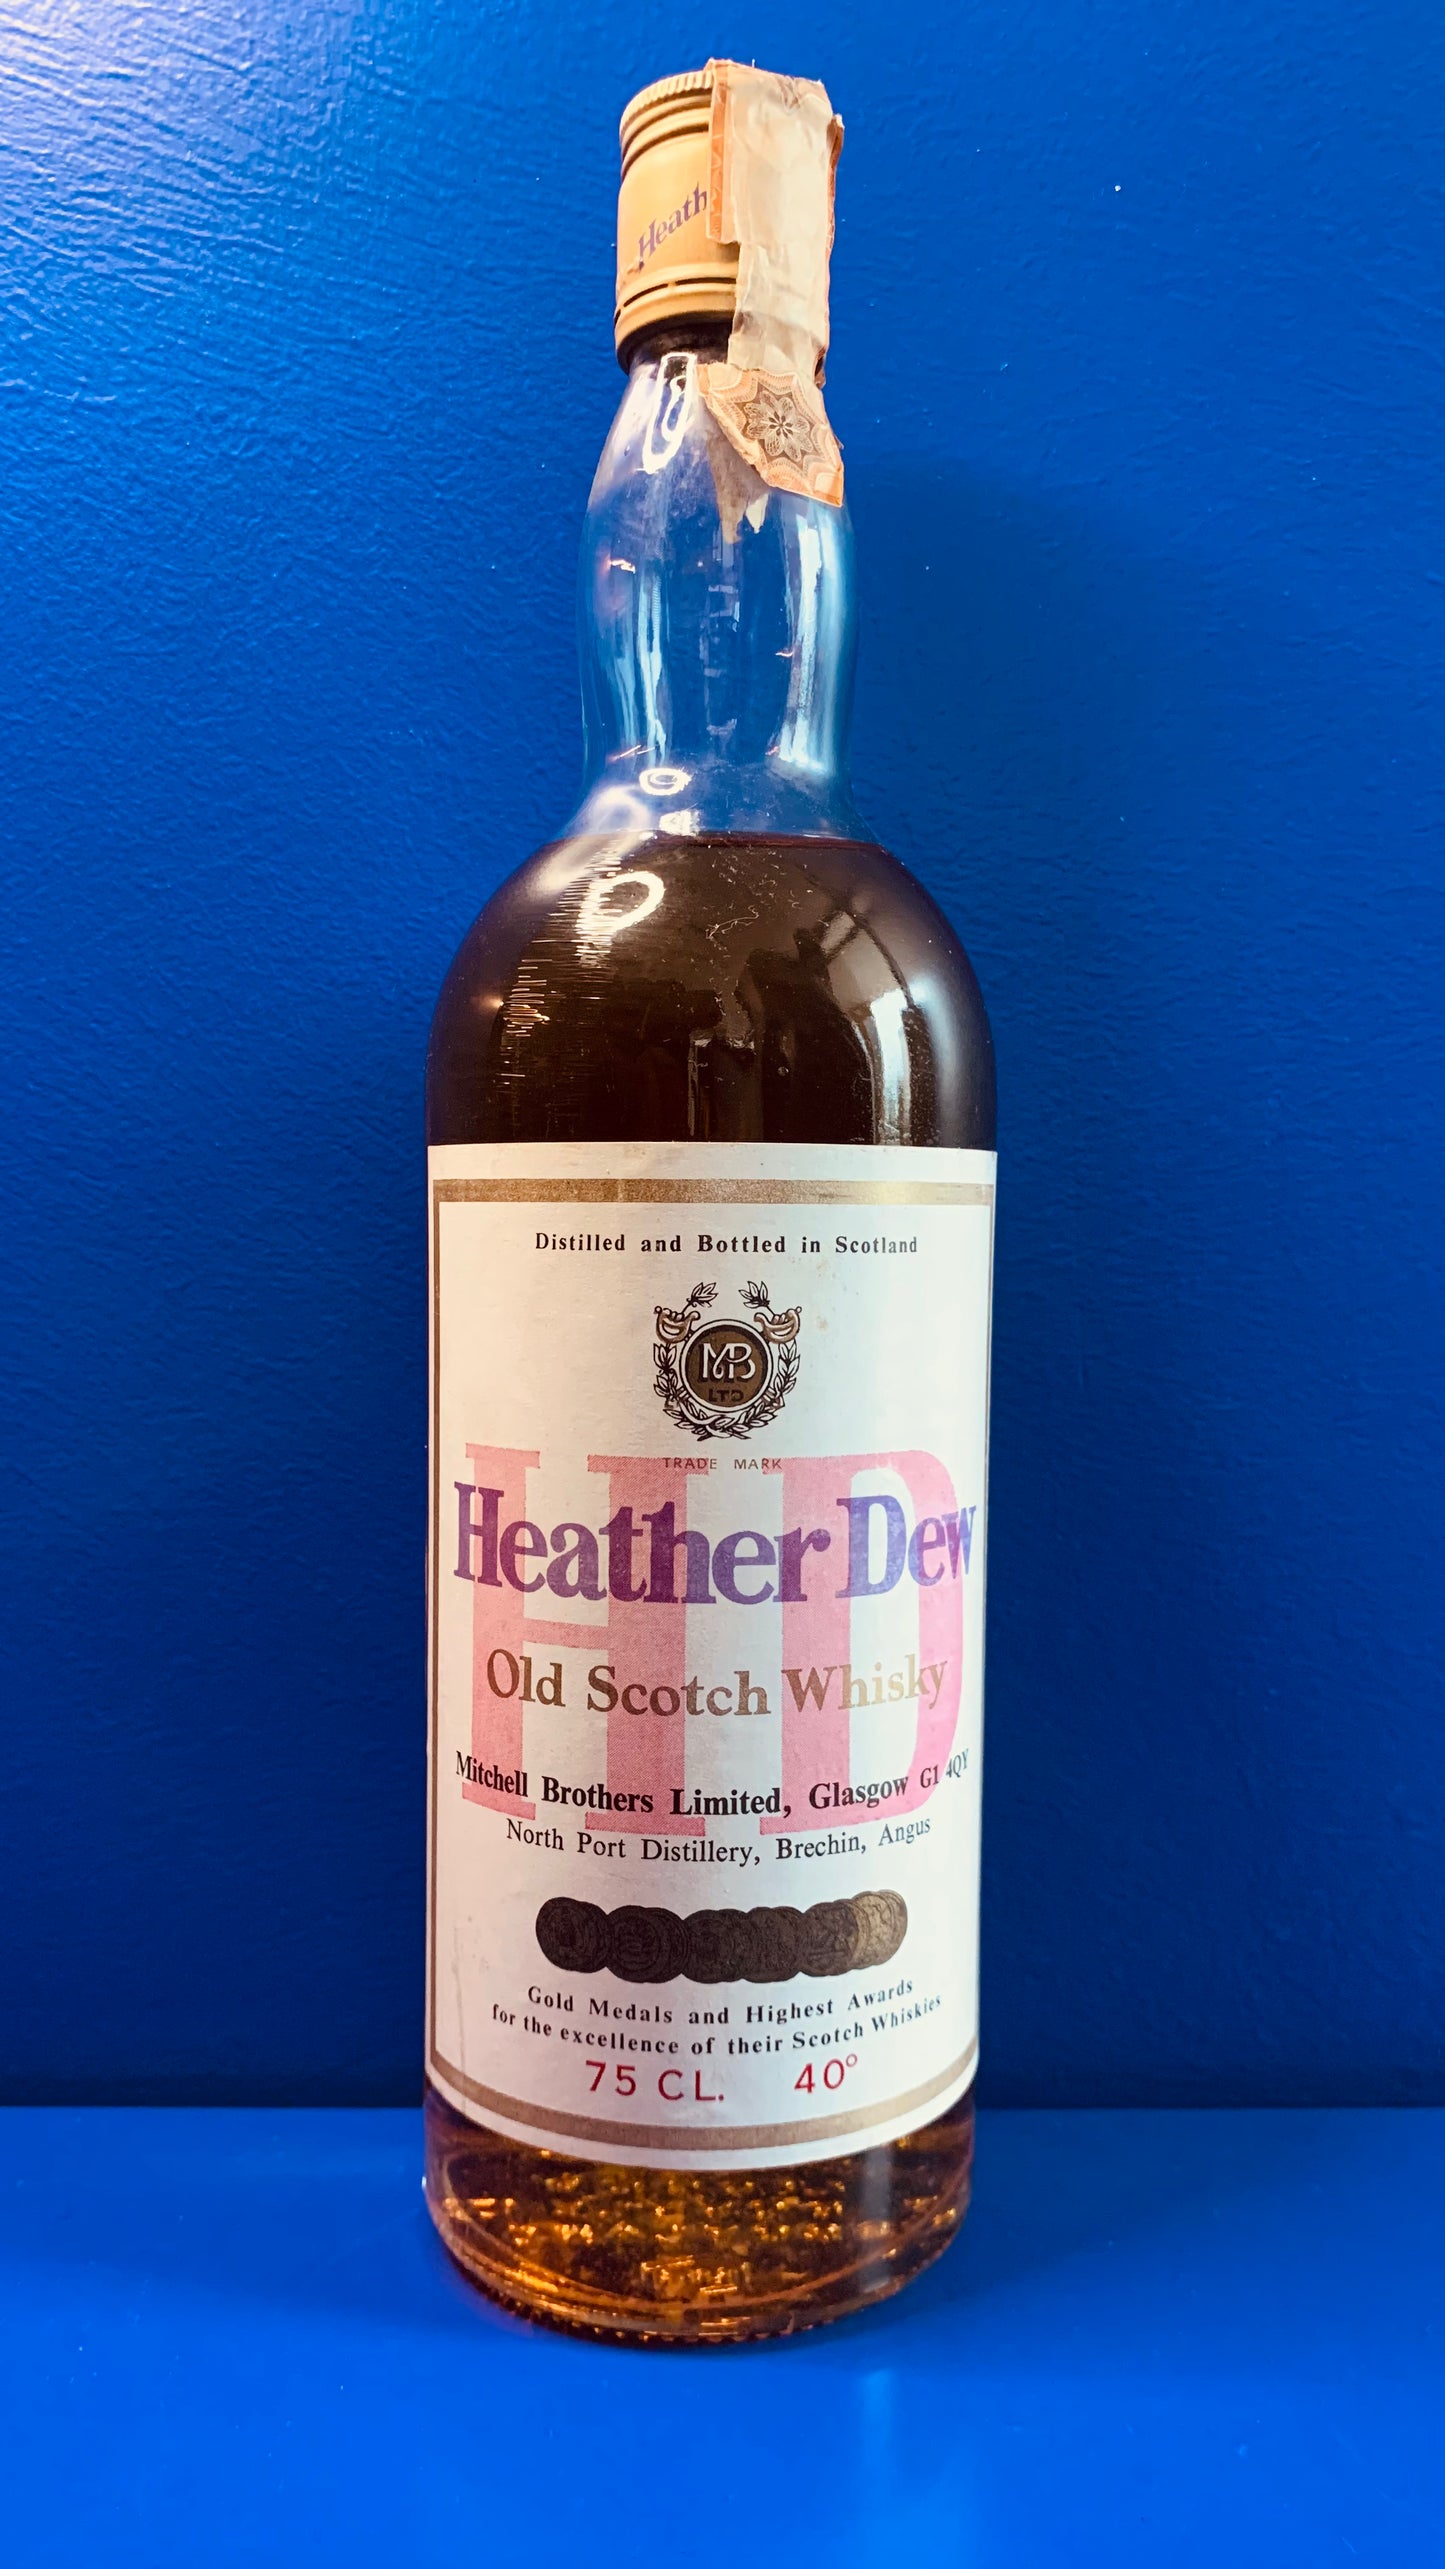 Heath
Distilled and Bottled in Scotland
MB
LTD
TRADE MARK
HD
Heather Dew
Old Scotch Whisky
Mitchell Brothers Limited, Glasgow G1 4QY
North Port Distillery, Brechin, Angus
Gold Medals and Highest Awards
for the excellence of their Scotch Whiskies
75 CL. 40°